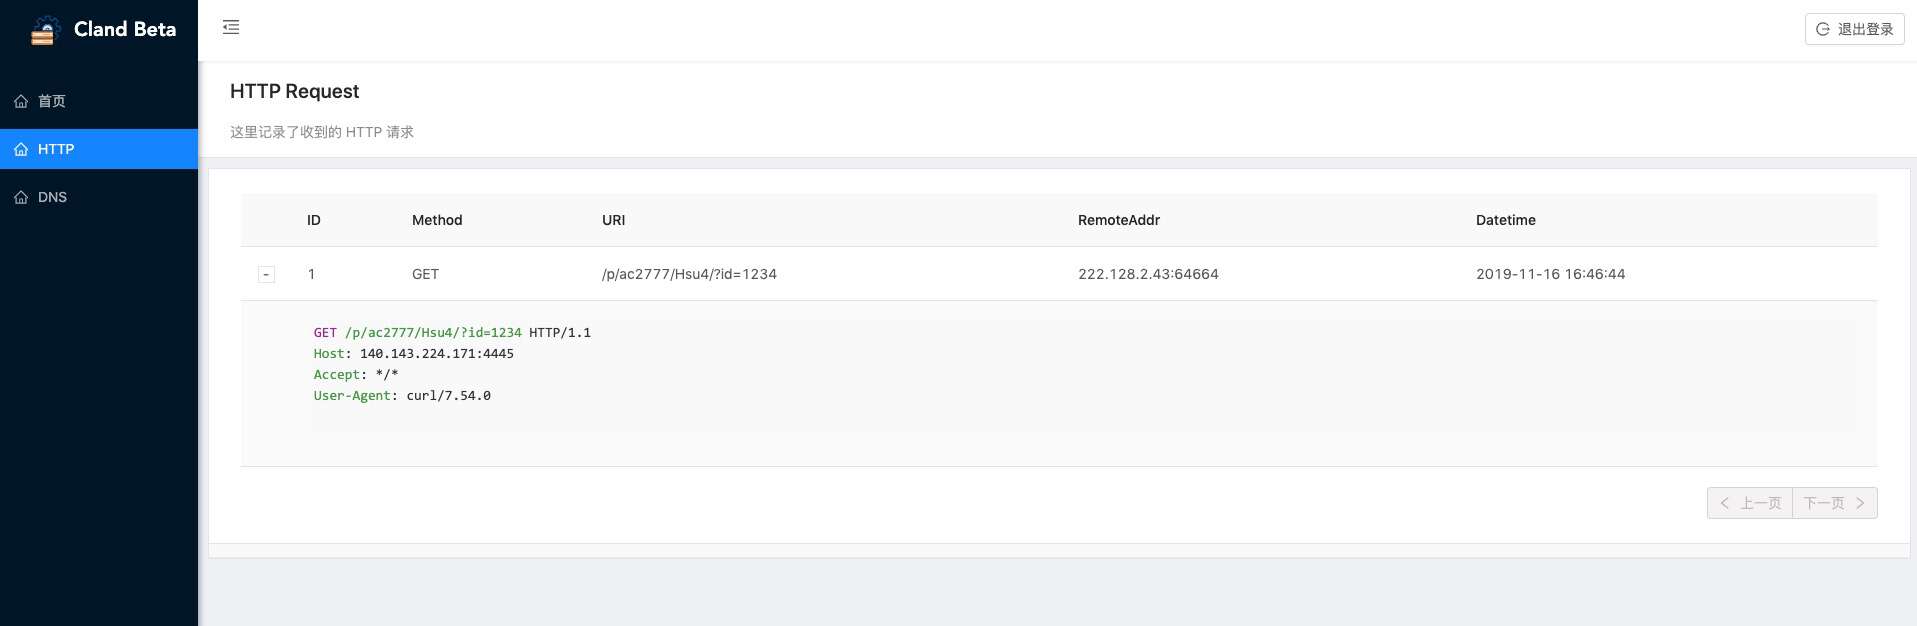 Cland Beta
退出登录
首页
HTTP
DNS
HTTP Request
这里记录了收到的 HTTP 请求
ID Method URI RemoteAddr Datetime
- 1 GET /p/ac2777/Hsu4/?id=1234 222.128.2.43:64664 2019-11-16 16:46:44
GET /p/ac2777/Hsu4/?id=1234 HTTP/1.1
Host: 140.143.224.171:4445
Accept: */*
User-Agent: curl/7.54.0
< 上一页 下一页 >